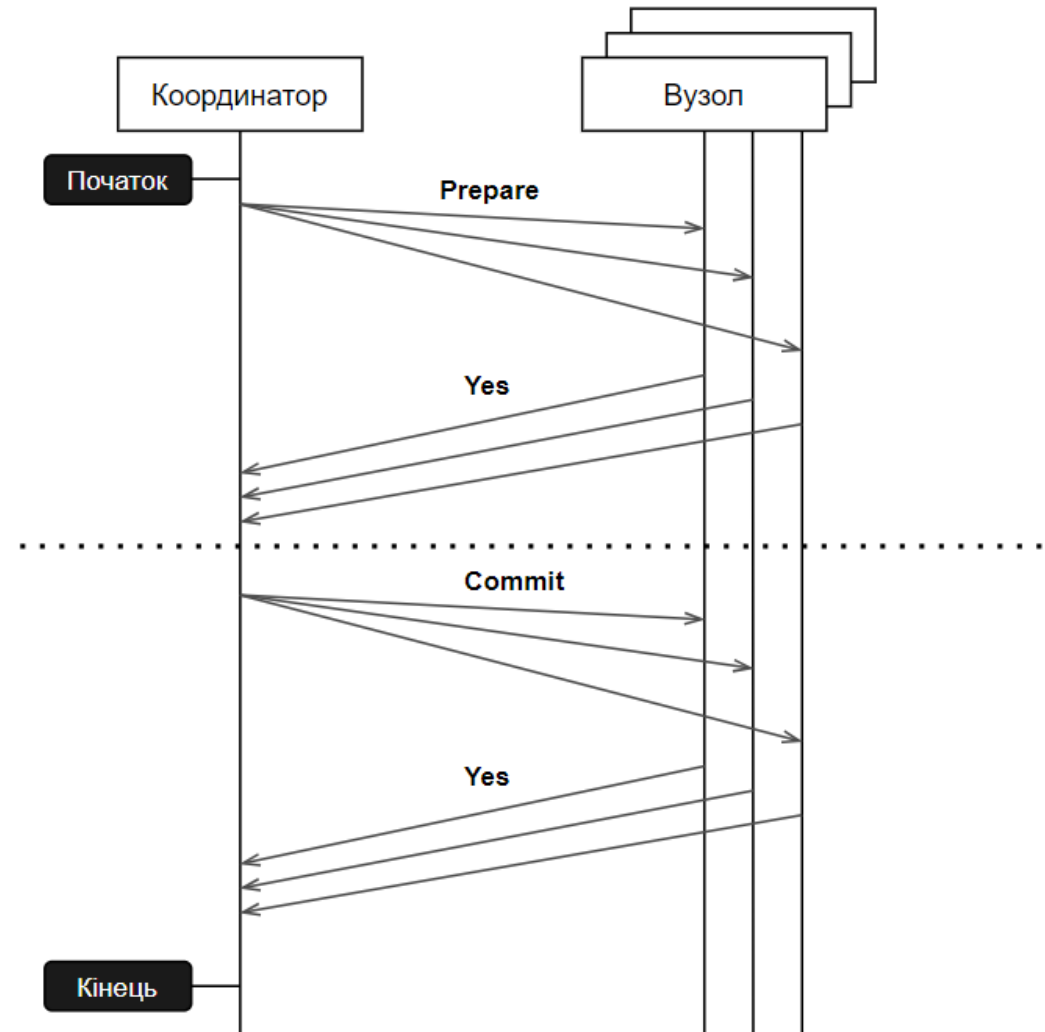 Координатор
Вузол
Початок
Prepare
Yes
Commit
Yes
Кінець